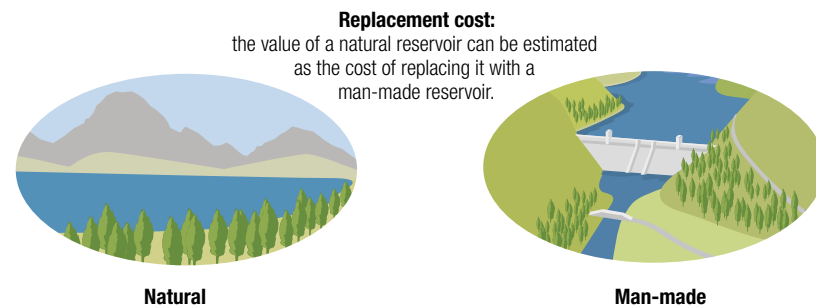 Replacement cost:
the value of a natural reservoir can be estimated
as the cost of replacing it with a
man-made reservoir.
Natural
Man-made